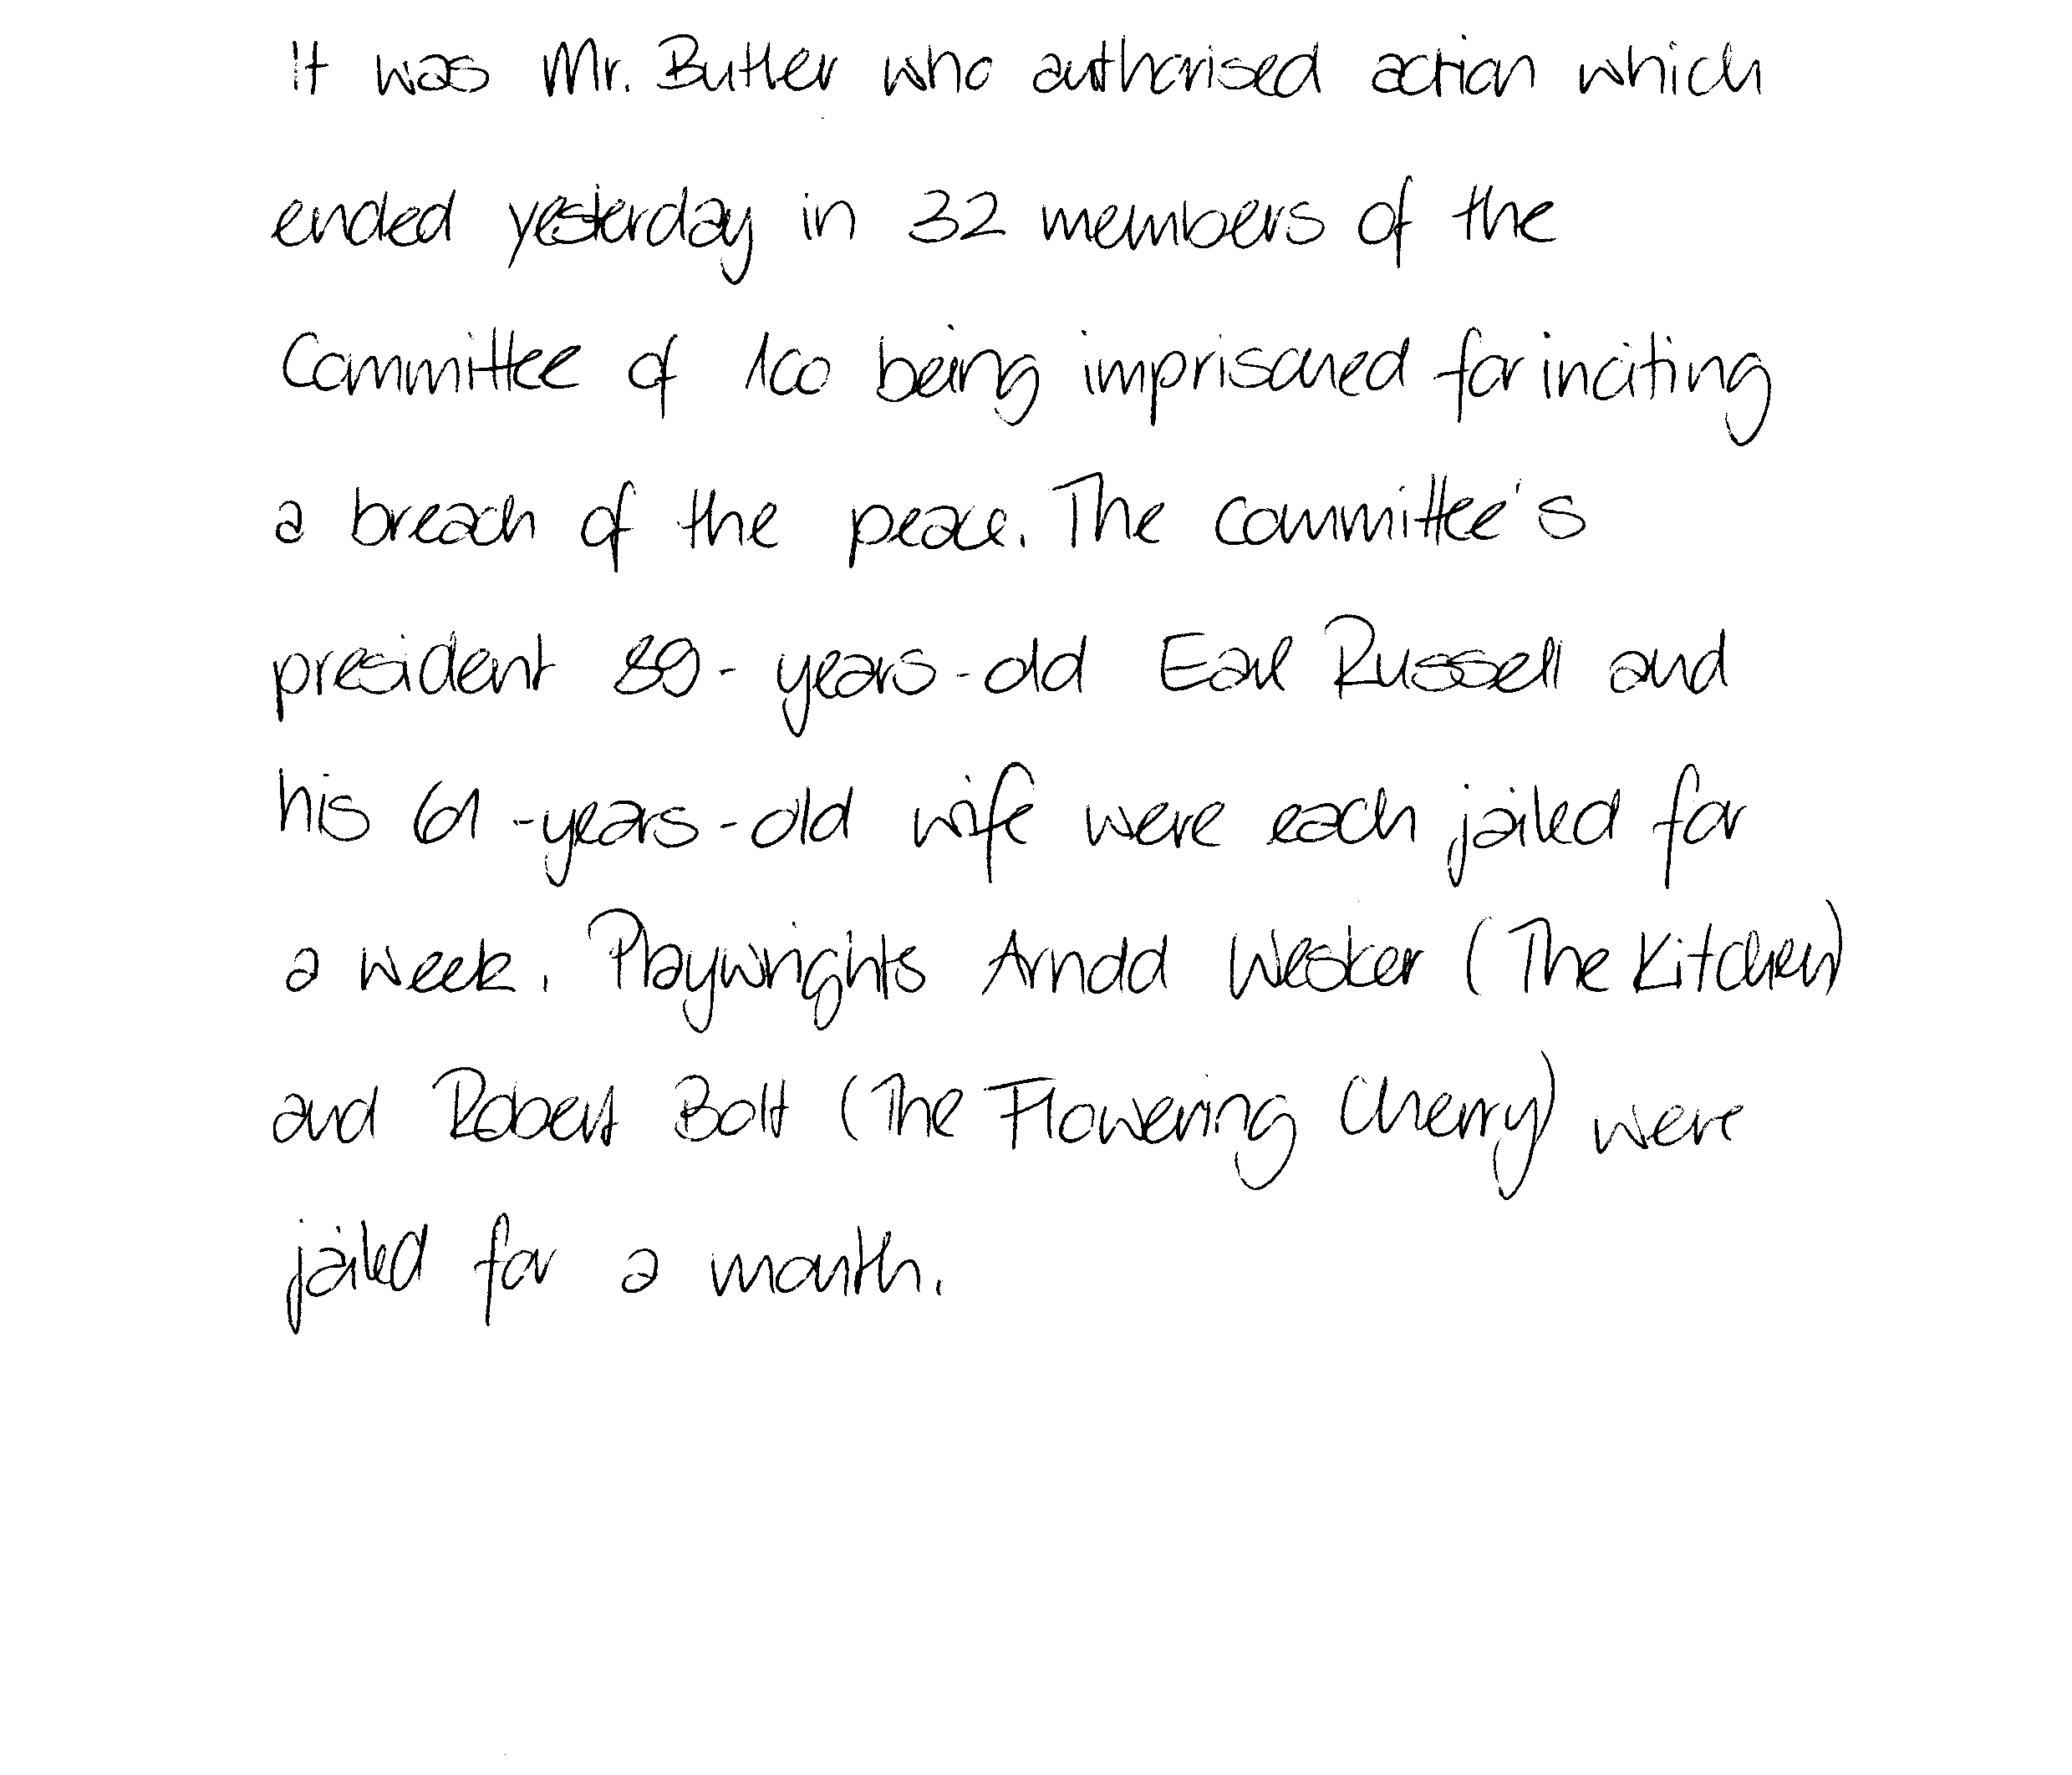 It was Mr. Butler who authorised action which
ended yesterday in 32 members of the
Committee of 100 being imprisoned for inciting
a breach of the peace. The committee's
president 89-years-old Earl Russell and
his 61-years-old wife were each jailed for
a week. Playwrights Arnold Wesker (The Kitchen)
and Robert Bolt (The Flowering Cherry) were
jailed for a month.